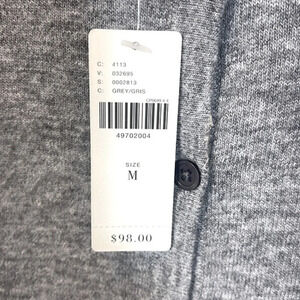 C: 4113
V: 032695
S: 0002813
C: GREY/GRIS
49702004
SIZE
M
$98.00